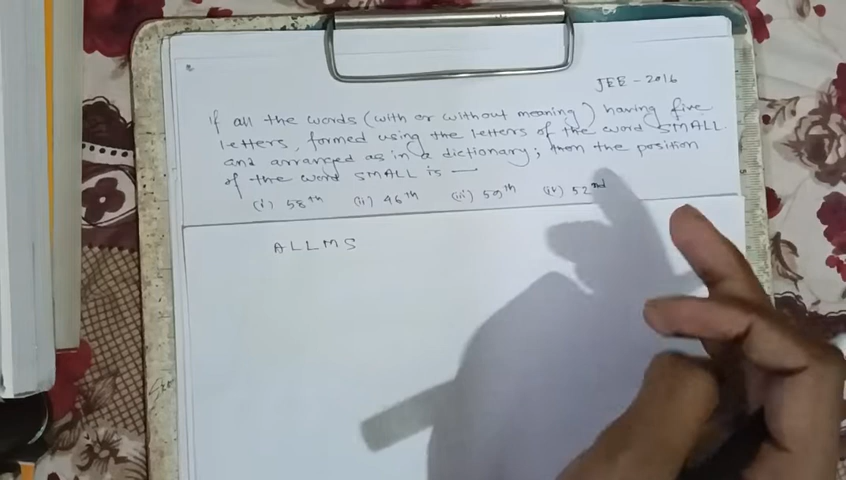 JEE - 2016
If all the words (with or without meaning) having five
letters, formed using the letters of the word SMALL
and arranged as in a dictionary; then the position
of the word SMALL is —
(i) 58th (ii) 46th (iii) 59th (iv) 52nd
ALLMS